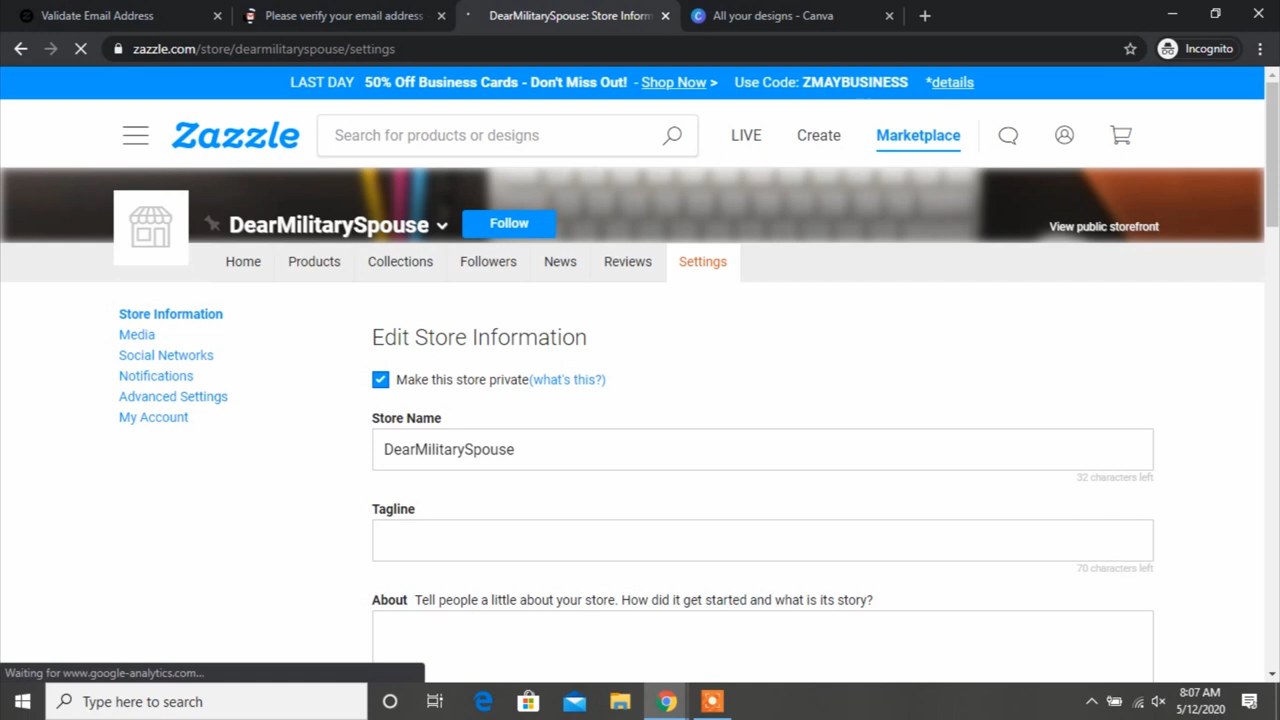 Validate Email Address
Please verify your email address
DearMilitarySpouse: Store Inform
All your designs - Canva
zazzle.com/store/dearmilitaryspouse/settings
Incognito
LAST DAY 50% Off Business Cards - Don't Miss Out! - Shop Now > Use Code: ZMAYBUSINESS *details
Zazzle
Search for products or designs
LIVE
Create
Marketplace
DearMilitarySpouse
Follow
View public storefront
Home
Products
Collections
Followers
News
Reviews
Settings
Store Information
Media
Social Networks
Notifications
Advanced Settings
My Account
Edit Store Information
Make this store private(what's this?)
Store Name
DearMilitarySpouse
32 characters left
Tagline
70 characters left
About Tell people a little about your store. How did it get started and what is its story?
Waiting for www.google-analytics.com...
Type here to search
8:07 AM
5/12/2020